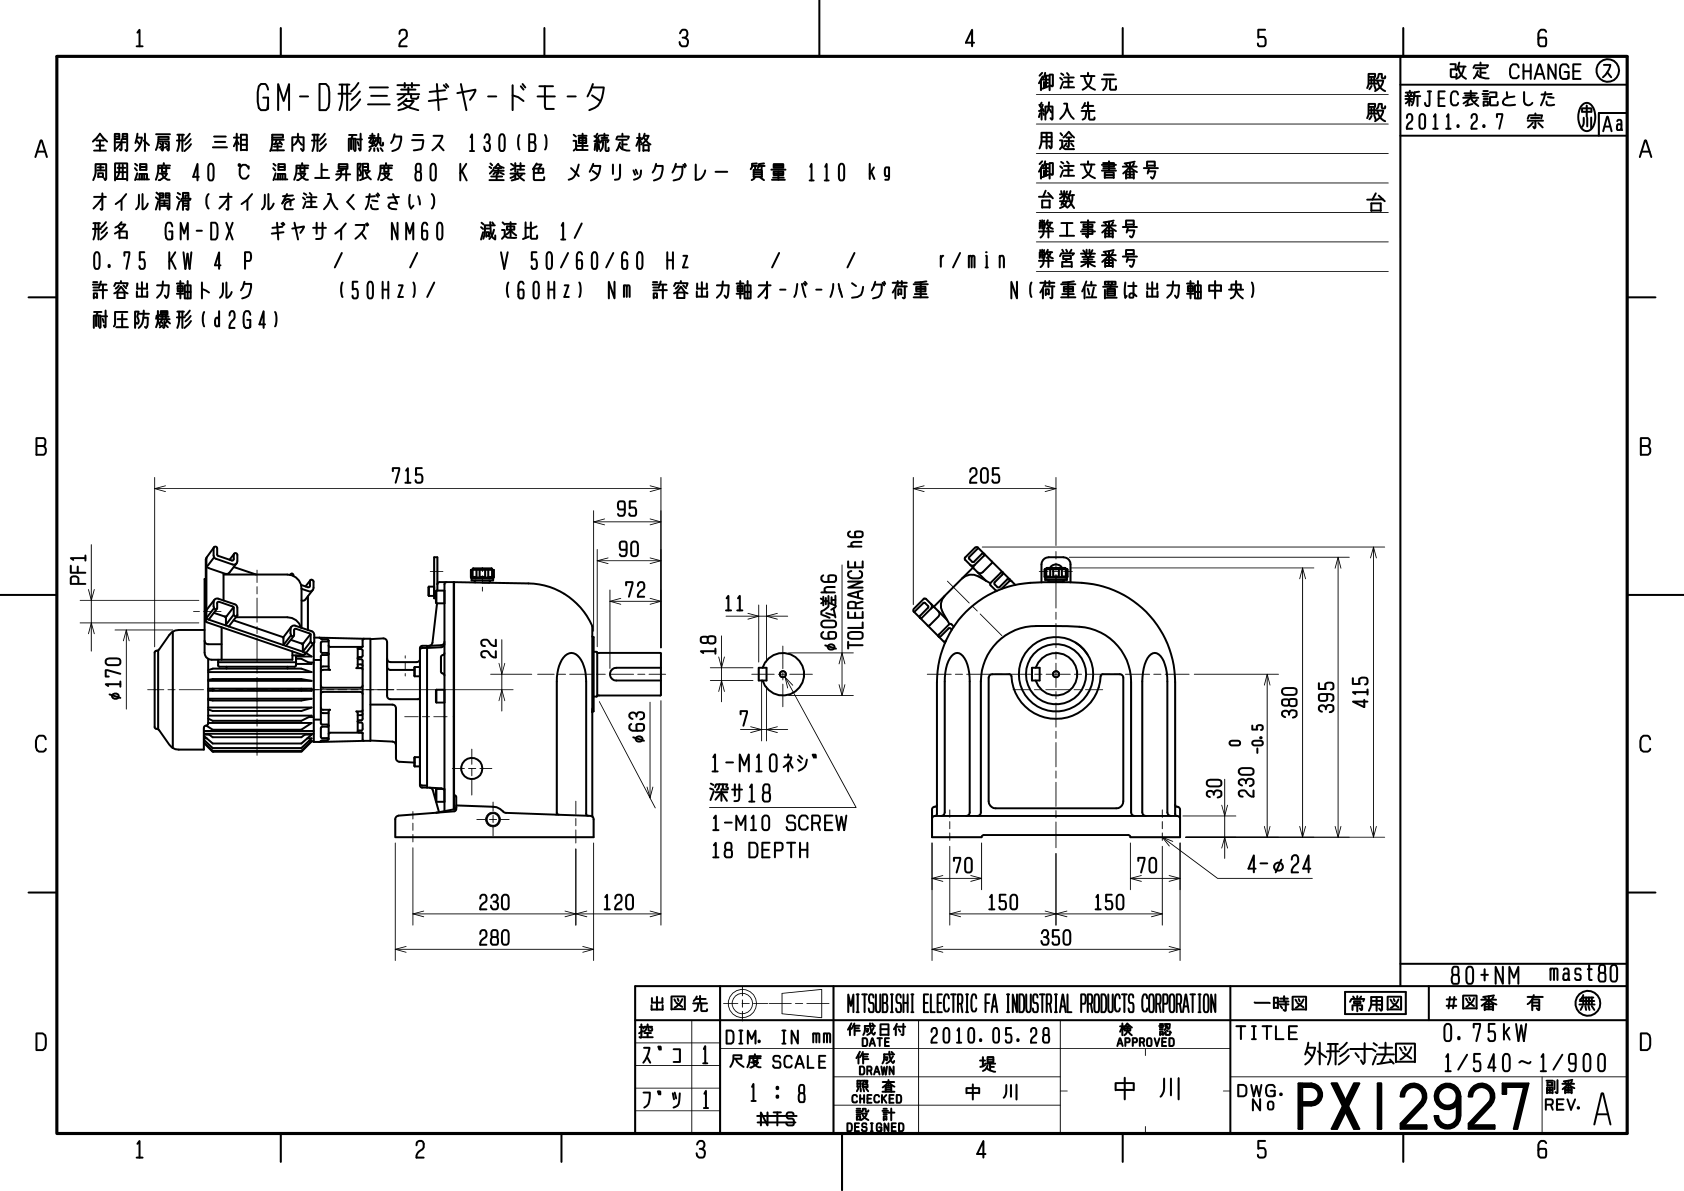 1 2 3 4 5 6
GM-D形三菱ギヤードモータ
全閉外扇形 三相 屋内形 耐熱クラス 130(B) 連続定格
周囲温度 40 ℃ 温度上昇限度 80 K 塗装色 メタリックグレー 質量 110 kg
オイル潤滑(オイルを注入ください)
形名 GM-DX ギヤサイズ NM60 減速比 1/
0.75 KW 4 P / / V 50/60/60 Hz / / r/min
許容出力軸トルク (50Hz)/ (60Hz) Nm 許容出力軸オーバーハング荷重 N(荷重位置は出力軸中央)
耐圧防爆形(d2G4)
御注文元 殿
納入先 殿
用途
御注文書番号
台数 台
弊工事番号
弊営業番号
改定 CHANGE ス
新JEC表記とした
2011.2.7 宗 中川 Aa
A A
B B
C C
D D
715
95
90
72
PF1
φ170
22
φ63
230 120
280
11
18
7
φ60公差h6
TOLERANCE h6
1-M10ネジ
深サ18
1-M10 SCREW
18 DEPTH
205
30
230 0 -0.5
380
395
415
4-φ24
70 70
150 150
350
80+NM mast80
出図先
控
ズコ 1
ブツ 1
DIM. IN mm
尺度 SCALE
1 : 8
NTS
MITSUBISHI ELECTRIC FA INDUSTRIAL PRODUCTS CORPORATION
作成日付 DATE 2010.05.28
検認 APPROVED
作成 DRAWN 堤
照査 CHECKED 中川
中川
設計 DESIGNED
一時図 常用図 #図番 有 無
TITLE 0.75kW
外形寸法図 1/540~1/900
DWG. No PX12927 副番 REV. A
1 2 3 4 5 6